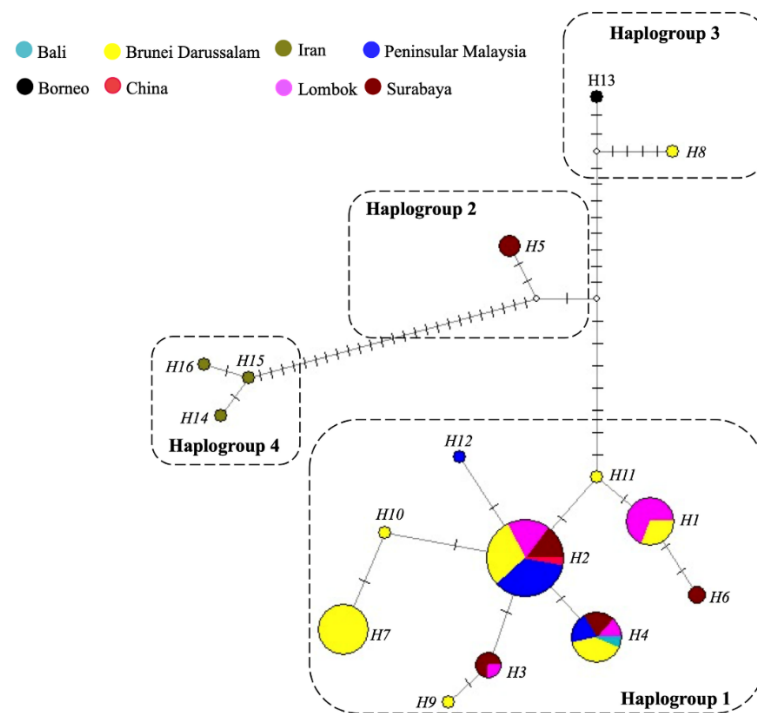 Haplogroup 3
Bali Brunei Darussalam Iran Peninsular Malaysia
Borneo China Lombok Surabaya
H13
H8
Haplogroup 2
H5
H16 H15
H14
Haplogroup 4
H12
H11
H10
H1
H2
H6
H7
H4
H3
H9
Haplogroup 1